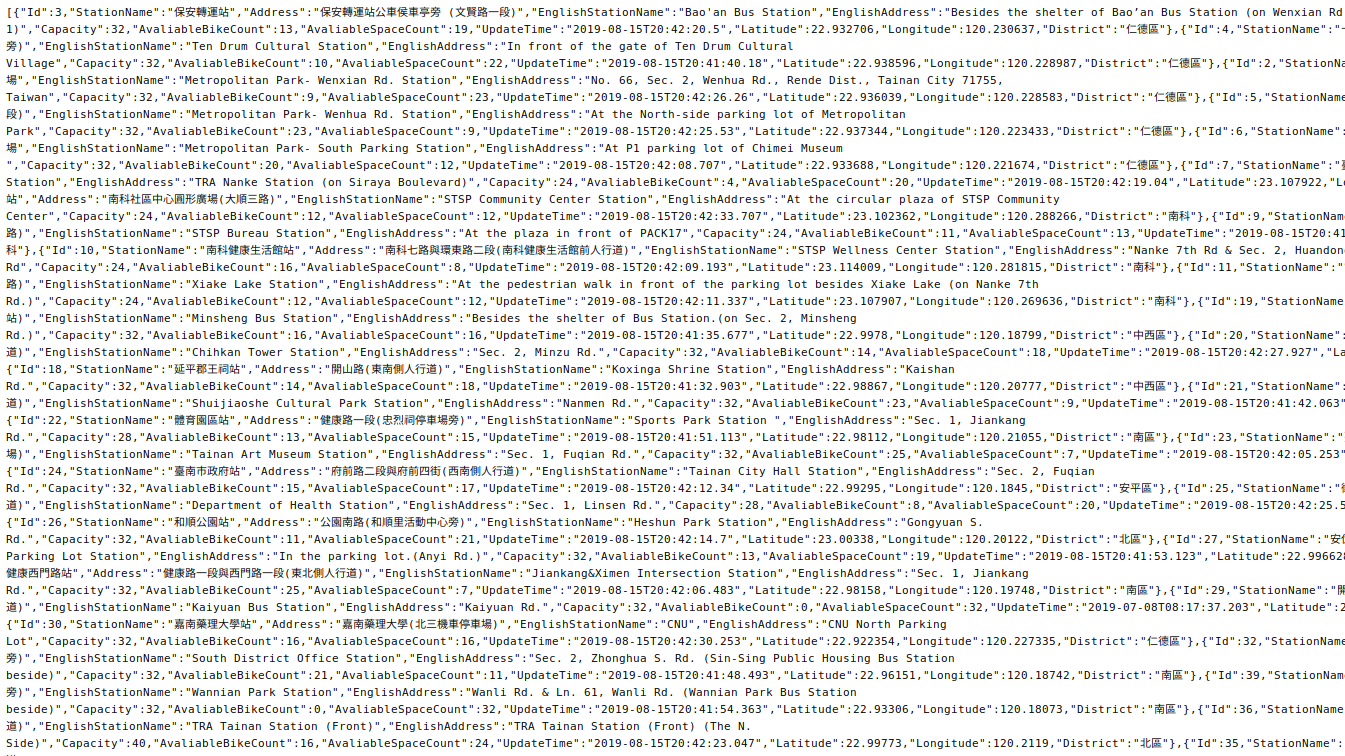 [{"Id":3,"StationName":"保安轉運站","Address":"保安轉運站公車侯車亭旁 (文賢路一段)","EnglishStationName":"Bao'an Bus Station","EnglishAddress":"Besides the shelter of Bao’an Bus Station (on Wenxian Rd
1)","Capacity":32,"AvaliableBikeCount":13,"AvaliableSpaceCount":19,"UpdateTime":"2019-08-15T20:42:20.5","Latitude":22.932706,"Longitude":120.230637,"District":"仁德區"},{"Id":4,"StationName":"
旁)","EnglishStationName":"Ten Drum Cultural Station","EnglishAddress":"In front of the gate of Ten Drum Cultural
Village","Capacity":32,"AvaliableBikeCount":10,"AvaliableSpaceCount":22,"UpdateTime":"2019-08-15T20:41:40.18","Latitude":22.938596,"Longitude":120.228987,"District":"仁德區"},{"Id":2,"StationNa
場","EnglishStationName":"Metropolitan Park- Wenxian Rd. Station","EnglishAddress":"No. 66, Sec. 2, Wenhua Rd., Rende Dist., Tainan City 71755,
Taiwan","Capacity":32,"AvaliableBikeCount":9,"AvaliableSpaceCount":23,"UpdateTime":"2019-08-15T20:42:26.26","Latitude":22.936039,"Longitude":120.228583,"District":"仁德區"},{"Id":5,"StationName
段)","EnglishStationName":"Metropolitan Park- Wenhua Rd. Station","EnglishAddress":"At the North-side parking lot of Metropolitan
Park","Capacity":32,"AvaliableBikeCount":23,"AvaliableSpaceCount":9,"UpdateTime":"2019-08-15T20:42:25.53","Latitude":22.937344,"Longitude":120.223433,"District":"仁德區"},{"Id":6,"StationName"
場","EnglishStationName":"Metropolitan Park- South Parking Station","EnglishAddress":"At P1 parking lot of Chimei Museum
","Capacity":32,"AvaliableBikeCount":20,"AvaliableSpaceCount":12,"UpdateTime":"2019-08-15T20:42:08.707","Latitude":22.933688,"Longitude":120.221674,"District":"仁德區"},{"Id":7,"StationName":"臺
Station","EnglishAddress":"TRA Nanke Station (on Siraya Boulevard)","Capacity":24,"AvaliableBikeCount":4,"AvaliableSpaceCount":20,"UpdateTime":"2019-08-15T20:42:19.04","Latitude":23.107922,"Lo
站","Address":"南科社區中心圓形廣場(大順三路)","EnglishStationName":"STSP Community Center Station","EnglishAddress":"At the circular plaza of STSP Community
Center","Capacity":24,"AvaliableBikeCount":12,"AvaliableSpaceCount":12,"UpdateTime":"2019-08-15T20:42:33.707","Latitude":23.102362,"Longitude":120.288266,"District":"南科"},{"Id":9,"StationNam
路)","EnglishStationName":"STSP Bureau Station","EnglishAddress":"At the plaza in front of PACK17","Capacity":24,"AvaliableBikeCount":11,"AvaliableSpaceCount":13,"UpdateTime":"2019-08-15T20:41
科"},{"Id":10,"StationName":"南科健康生活館站","Address":"南科七路與環東路二段(南科健康生活館前人行道)","EnglishStationName":"STSP Wellness Center Station","EnglishAddress":"Nanke 7th Rd & Sec. 2, Huandon
Rd","Capacity":24,"AvaliableBikeCount":16,"AvaliableSpaceCount":8,"UpdateTime":"2019-08-15T20:42:09.193","Latitude":23.114009,"Longitude":120.281815,"District":"南科"},{"Id":11,"StationName":"
路)","EnglishStationName":"Xiake Lake Station","EnglishAddress":"At the pedestrian walk in front of the parking lot besides Xiake Lake (on Nanke 7th
Rd.)","Capacity":24,"AvaliableBikeCount":12,"AvaliableSpaceCount":12,"UpdateTime":"2019-08-15T20:42:11.337","Latitude":23.107907,"Longitude":120.269636,"District":"南科"},{"Id":19,"StationName
站)","EnglishStationName":"Minsheng Bus Station","EnglishAddress":"Besides the shelter of Bus Station.(on Sec. 2, Minsheng
Rd.)","Capacity":32,"AvaliableBikeCount":16,"AvaliableSpaceCount":16,"UpdateTime":"2019-08-15T20:41:35.677","Latitude":22.9978,"Longitude":120.18799,"District":"中西區"},{"Id":20,"StationName":
道)","EnglishStationName":"Chihkan Tower Station","EnglishAddress":"Sec. 2, Minzu Rd.","Capacity":32,"AvaliableBikeCount":14,"AvaliableSpaceCount":18,"UpdateTime":"2019-08-15T20:42:27.927","La
{"Id":18,"StationName":"延平郡王祠站","Address":"開山路(東南側人行道)","EnglishStationName":"Koxinga Shrine Station","EnglishAddress":"Kaishan
Rd.","Capacity":32,"AvaliableBikeCount":14,"AvaliableSpaceCount":18,"UpdateTime":"2019-08-15T20:41:32.903","Latitude":22.98867,"Longitude":120.20777,"District":"中西區"},{"Id":21,"StationName":
道)","EnglishStationName":"Shuijiaoshe Cultural Park Station","EnglishAddress":"Nanmen Rd.","Capacity":32,"AvaliableBikeCount":23,"AvaliableSpaceCount":9,"UpdateTime":"2019-08-15T20:41:42.063"
{"Id":22,"StationName":"體育園區站","Address":"健康路一段(忠烈祠停車場旁)","EnglishStationName":"Sports Park Station ","EnglishAddress":"Sec. 1, Jiankang
Rd.","Capacity":28,"AvaliableBikeCount":13,"AvaliableSpaceCount":15,"UpdateTime":"2019-08-15T20:41:51.113","Latitude":22.98112,"Longitude":120.21055,"District":"南區"},{"Id":23,"StationName":"
場)","EnglishStationName":"Tainan Art Museum Station","EnglishAddress":"Sec. 1, Fuqian Rd.","Capacity":32,"AvaliableBikeCount":25,"AvaliableSpaceCount":7,"UpdateTime":"2019-08-15T20:42:05.253"
{"Id":24,"StationName":"臺南市政府站","Address":"府前路二段與府前四街(西南側人行道)","EnglishStationName":"Tainan City Hall Station","EnglishAddress":"Sec. 2, Fuqian
Rd.","Capacity":32,"AvaliableBikeCount":15,"AvaliableSpaceCount":17,"UpdateTime":"2019-08-15T20:42:12.34","Latitude":22.99295,"Longitude":120.1845,"District":"安平區"},{"Id":25,"StationName":"
道)","EnglishStationName":"Department of Health Station","EnglishAddress":"Sec. 1, Linsen Rd.","Capacity":28,"AvaliableBikeCount":8,"AvaliableSpaceCount":20,"UpdateTime":"2019-08-15T20:42:25.5
{"Id":26,"StationName":"和順公園站","Address":"公園南路(和順里活動中心旁)","EnglishStationName":"Heshun Park Station","EnglishAddress":"Gongyuan S.
Rd.","Capacity":32,"AvaliableBikeCount":11,"AvaliableSpaceCount":21,"UpdateTime":"2019-08-15T20:42:14.7","Latitude":23.00338,"Longitude":120.20122,"District":"北區"},{"Id":27,"StationName":"安
Parking Lot Station","EnglishAddress":"In the parking lot.(Anyi Rd.)","Capacity":32,"AvaliableBikeCount":13,"AvaliableSpaceCount":19,"UpdateTime":"2019-08-15T20:41:53.123","Latitude":22.996628
健康西門路站","Address":"健康路一段與西門路一段(東北側人行道)","EnglishStationName":"Jiankang&Ximen Intersection Station","EnglishAddress":"Sec. 1, Jiankang
Rd.","Capacity":32,"AvaliableBikeCount":25,"AvaliableSpaceCount":7,"UpdateTime":"2019-08-15T20:42:06.483","Latitude":22.98158,"Longitude":120.19748,"District":"南區"},{"Id":29,"StationName":"開
道)","EnglishStationName":"Kaiyuan Bus Station","EnglishAddress":"Kaiyuan Rd.","Capacity":32,"AvaliableBikeCount":0,"AvaliableSpaceCount":32,"UpdateTime":"2019-07-08T08:17:37.203","Latitude":2
{"Id":30,"StationName":"嘉南藥理大學站","Address":"嘉南藥理大學(北三機車停車場)","EnglishStationName":"CNU","EnglishAddress":"CNU North Parking
Lot","Capacity":32,"AvaliableBikeCount":16,"AvaliableSpaceCount":16,"UpdateTime":"2019-08-15T20:42:30.253","Latitude":22.922354,"Longitude":120.227335,"District":"仁德區"},{"Id":32,"StationName
旁)","EnglishStationName":"South District Office Station","EnglishAddress":"Sec. 2, Zhonghua S. Rd. (Sin-Sing Public Housing Bus Station
beside)","Capacity":32,"AvaliableBikeCount":21,"AvaliableSpaceCount":11,"UpdateTime":"2019-08-15T20:41:48.493","Latitude":22.96151,"Longitude":120.18742,"District":"南區"},{"Id":39,"StationNam
旁)","EnglishStationName":"Wannian Park Station","EnglishAddress":"Wanli Rd. & Ln. 61, Wanli Rd. (Wannian Park Bus Station
beside)","Capacity":32,"AvaliableBikeCount":0,"AvaliableSpaceCount":32,"UpdateTime":"2019-08-15T20:41:54.363","Latitude":22.93306,"Longitude":120.18073,"District":"南區"},{"Id":36,"StationName
道)","EnglishStationName":"TRA Tainan Station (Front)","EnglishAddress":"TRA Tainan Station (Front) (The N.
Side)","Capacity":40,"AvaliableBikeCount":16,"AvaliableSpaceCount":24,"UpdateTime":"2019-08-15T20:42:23.047","Latitude":22.99773,"Longitude":120.2119,"District":"北區"},{"Id":35,"StationName":